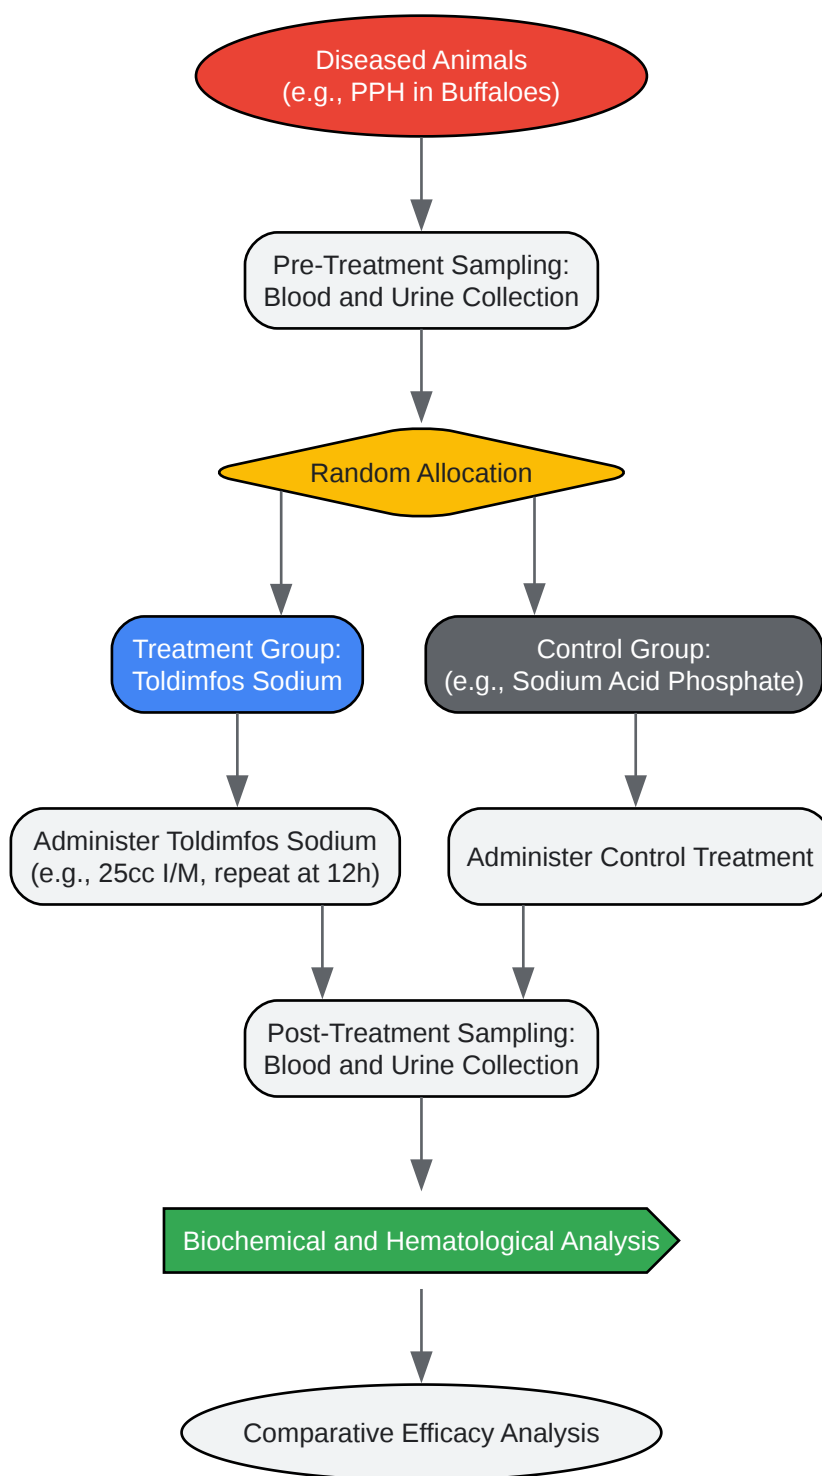 Diseased Animals
(e.g., PPH in Buffaloes)
Pre-Treatment Sampling:
Blood and Urine Collection
Random Allocation
Treatment Group:
Toldimfos Sodium
Control Group:
(e.g., Sodium Acid Phosphate)
Administer Toldimfos Sodium
(e.g., 25cc I/M, repeat at 12h)
Administer Control Treatment
Post-Treatment Sampling:
Blood and Urine Collection
Biochemical and Hematological Analysis
Comparative Efficacy Analysis